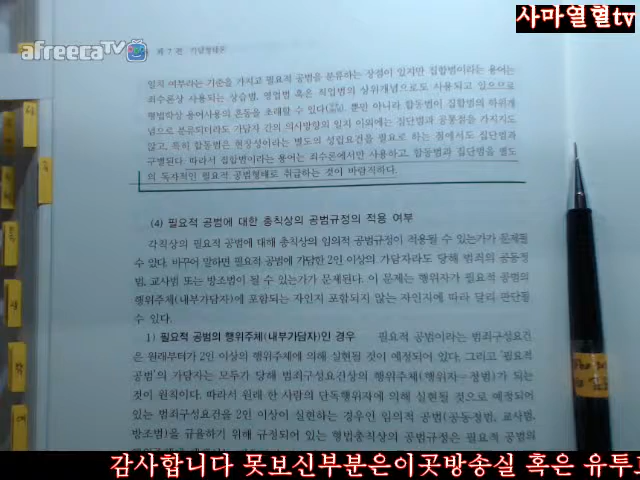 사마열혈tv
afreecaTV
제 7 편 가담형태론
일적 여부라는 기준을 가지고 필요적 공범을 분류하는 장점이 있지만 집합범이라는 용어는
죄수론상 사용되는 상습범, 영업범 혹은 직업범의 상위개념으로도 사용되고 있으므로
형법학상 용어사용의 혼동을 초래할 수 있다 뿐만 아니라 합동범이 집합범의 하위개
념으로 분류되더라도 가담자 간의 의사방향의 일치 이외에는 집단범과 공통점을 가지지도
않고, 특히 합동범은 현장성이라는 별도의 성립요건을 필요로 하는 점에서도 집단범과
구별된다. 따라서 집합범이라는 용어는 죄수론에서만 사용하고, 합동범과 집단범을 별도
의 독자적인 필요적 공범형태로 취급하는 것이 바람직하다.
(4) 필요적 공범에 대한 총칙상의 공범규정의 적용 여부
각칙상의 필요적 공범에 대해 총칙상의 임의적 공범규정이 적용될 수 있는가가 문제될
수 있다. 바꾸어 말하면 필요적 공범에 가담한 2인 이상의 가담자라도 당해 범죄의 공동정
범, 교사범 또는 방조범이 될 수 있는가가 문제된다. 이 문제는 행위자가 필요적 공범의
행위주체(내부가담자)에 포함되는 자인지 포함되지 않는 자인지에 따라 달리 판단될
수 있다.
1) 필요적 공범의 행위주체(내부가담자)인 경우 필요적 공범이라는 범죄구성요건
은 원래부터가 2인 이상의 행위주체에 의해 실현될 것이 예정되어 있다. 그리고 '필요적
공범'의 가담자는 모두가 당해 범죄구성요건상의 행위주체(행위자=정범)가 되는
것이 원칙이다. 따라서 원래 한 사람의 단독행위자에 의해 실현될 것으로 예정되어
있는 범죄구성요건을 2인 이상이 실현하는 경우인 임의적 공범(공동정범, 교사범,
방조범)을 규율하기 위해 규정되어 있는 형법총칙상의 공범규정은 필요적 공범의
감사합니다 못보신부분은이곳방송실 혹은 유투